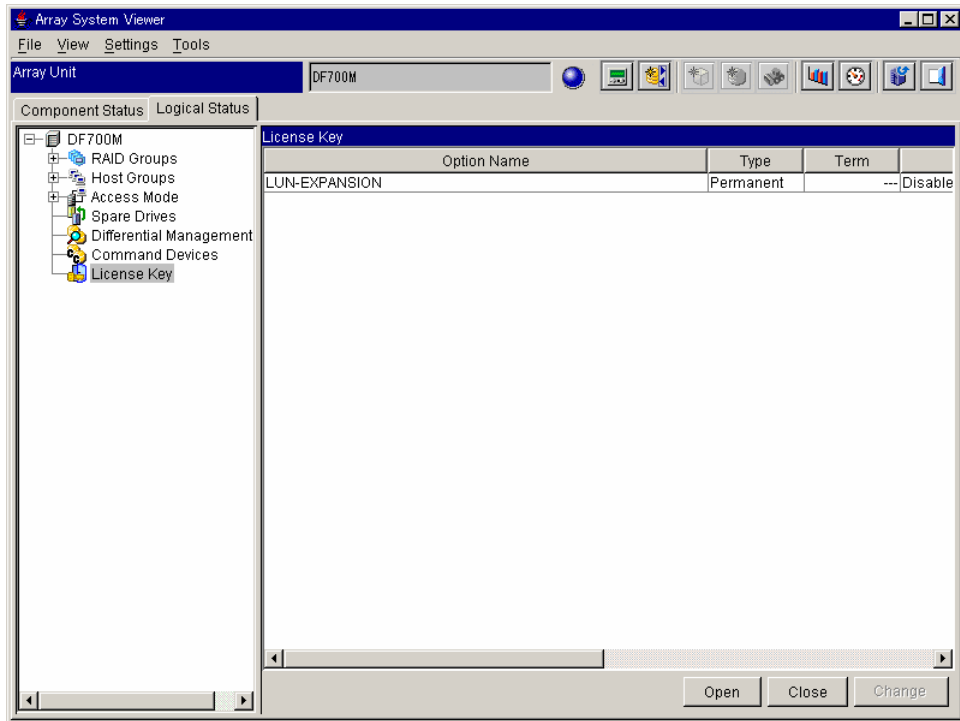 Array System Viewer
File View Settings Tools
Array Unit DF700M
Component Status Logical Status
DF700M
RAID Groups
Host Groups
Access Mode
Spare Drives
Differential Management
Command Devices
License Key
License Key
Option Name Type Term
LUN-EXPANSION Permanent --- Disable
Open Close Change